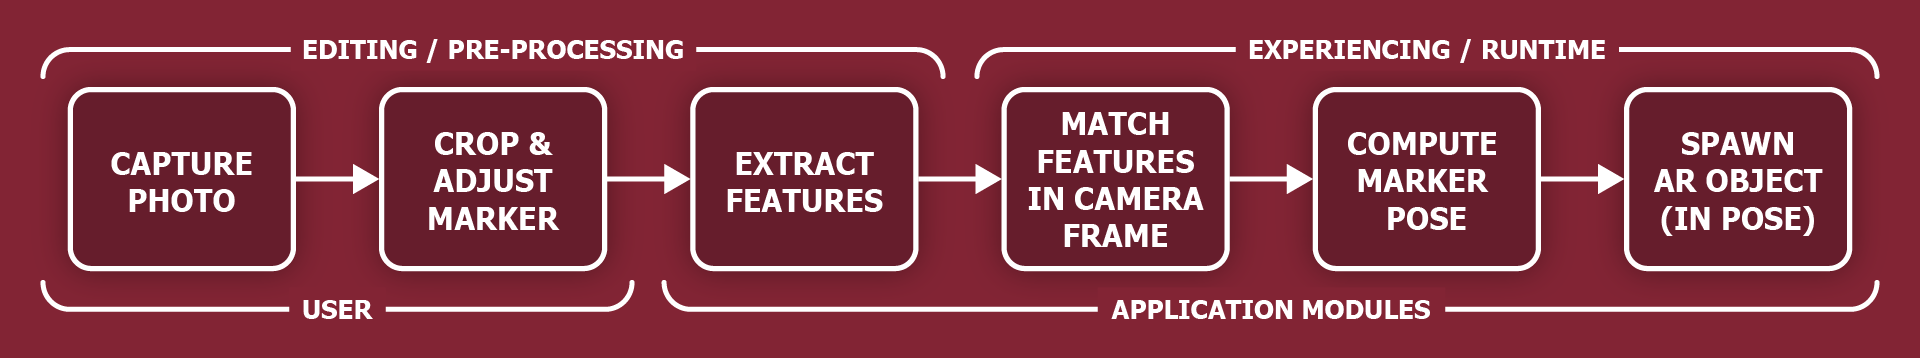 EDITING / PRE-PROCESSING
EXPERIENCING / RUNTIME
CAPTURE
PHOTO
CROP &
ADJUST
MARKER
EXTRACT
FEATURES
MATCH
FEATURES
IN CAMERA
FRAME
COMPUTE
MARKER
POSE
SPAWN
AR OBJECT
(IN POSE)
USER
APPLICATION MODULES